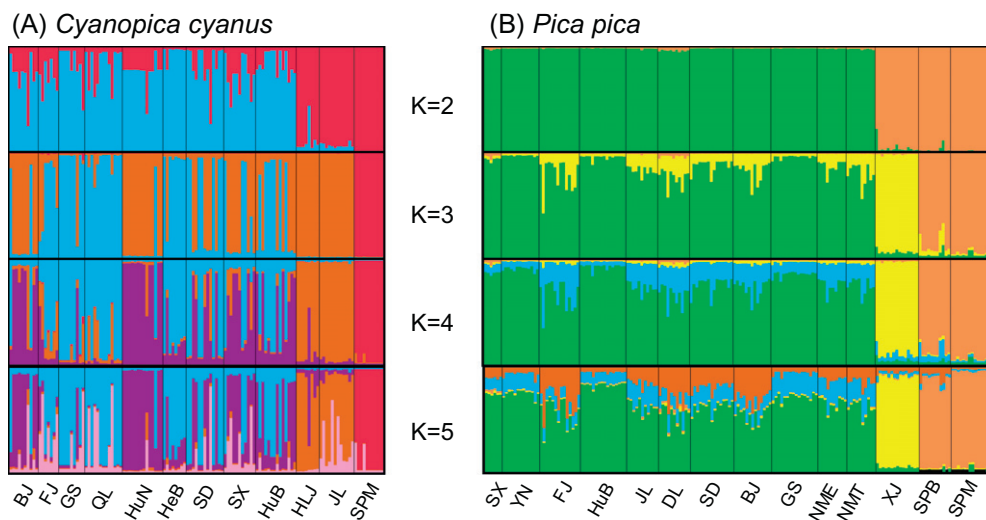 (A) Cyanopica cyanus
(B) Pica pica
K=2
K=3
K=4
K=5
BJ FJ GS QL HuN HeB SD SX HuB HLJ JL SPM
SX YN FJ HuB JL DL SD BJ GS NME NMT XJ SPB SPM